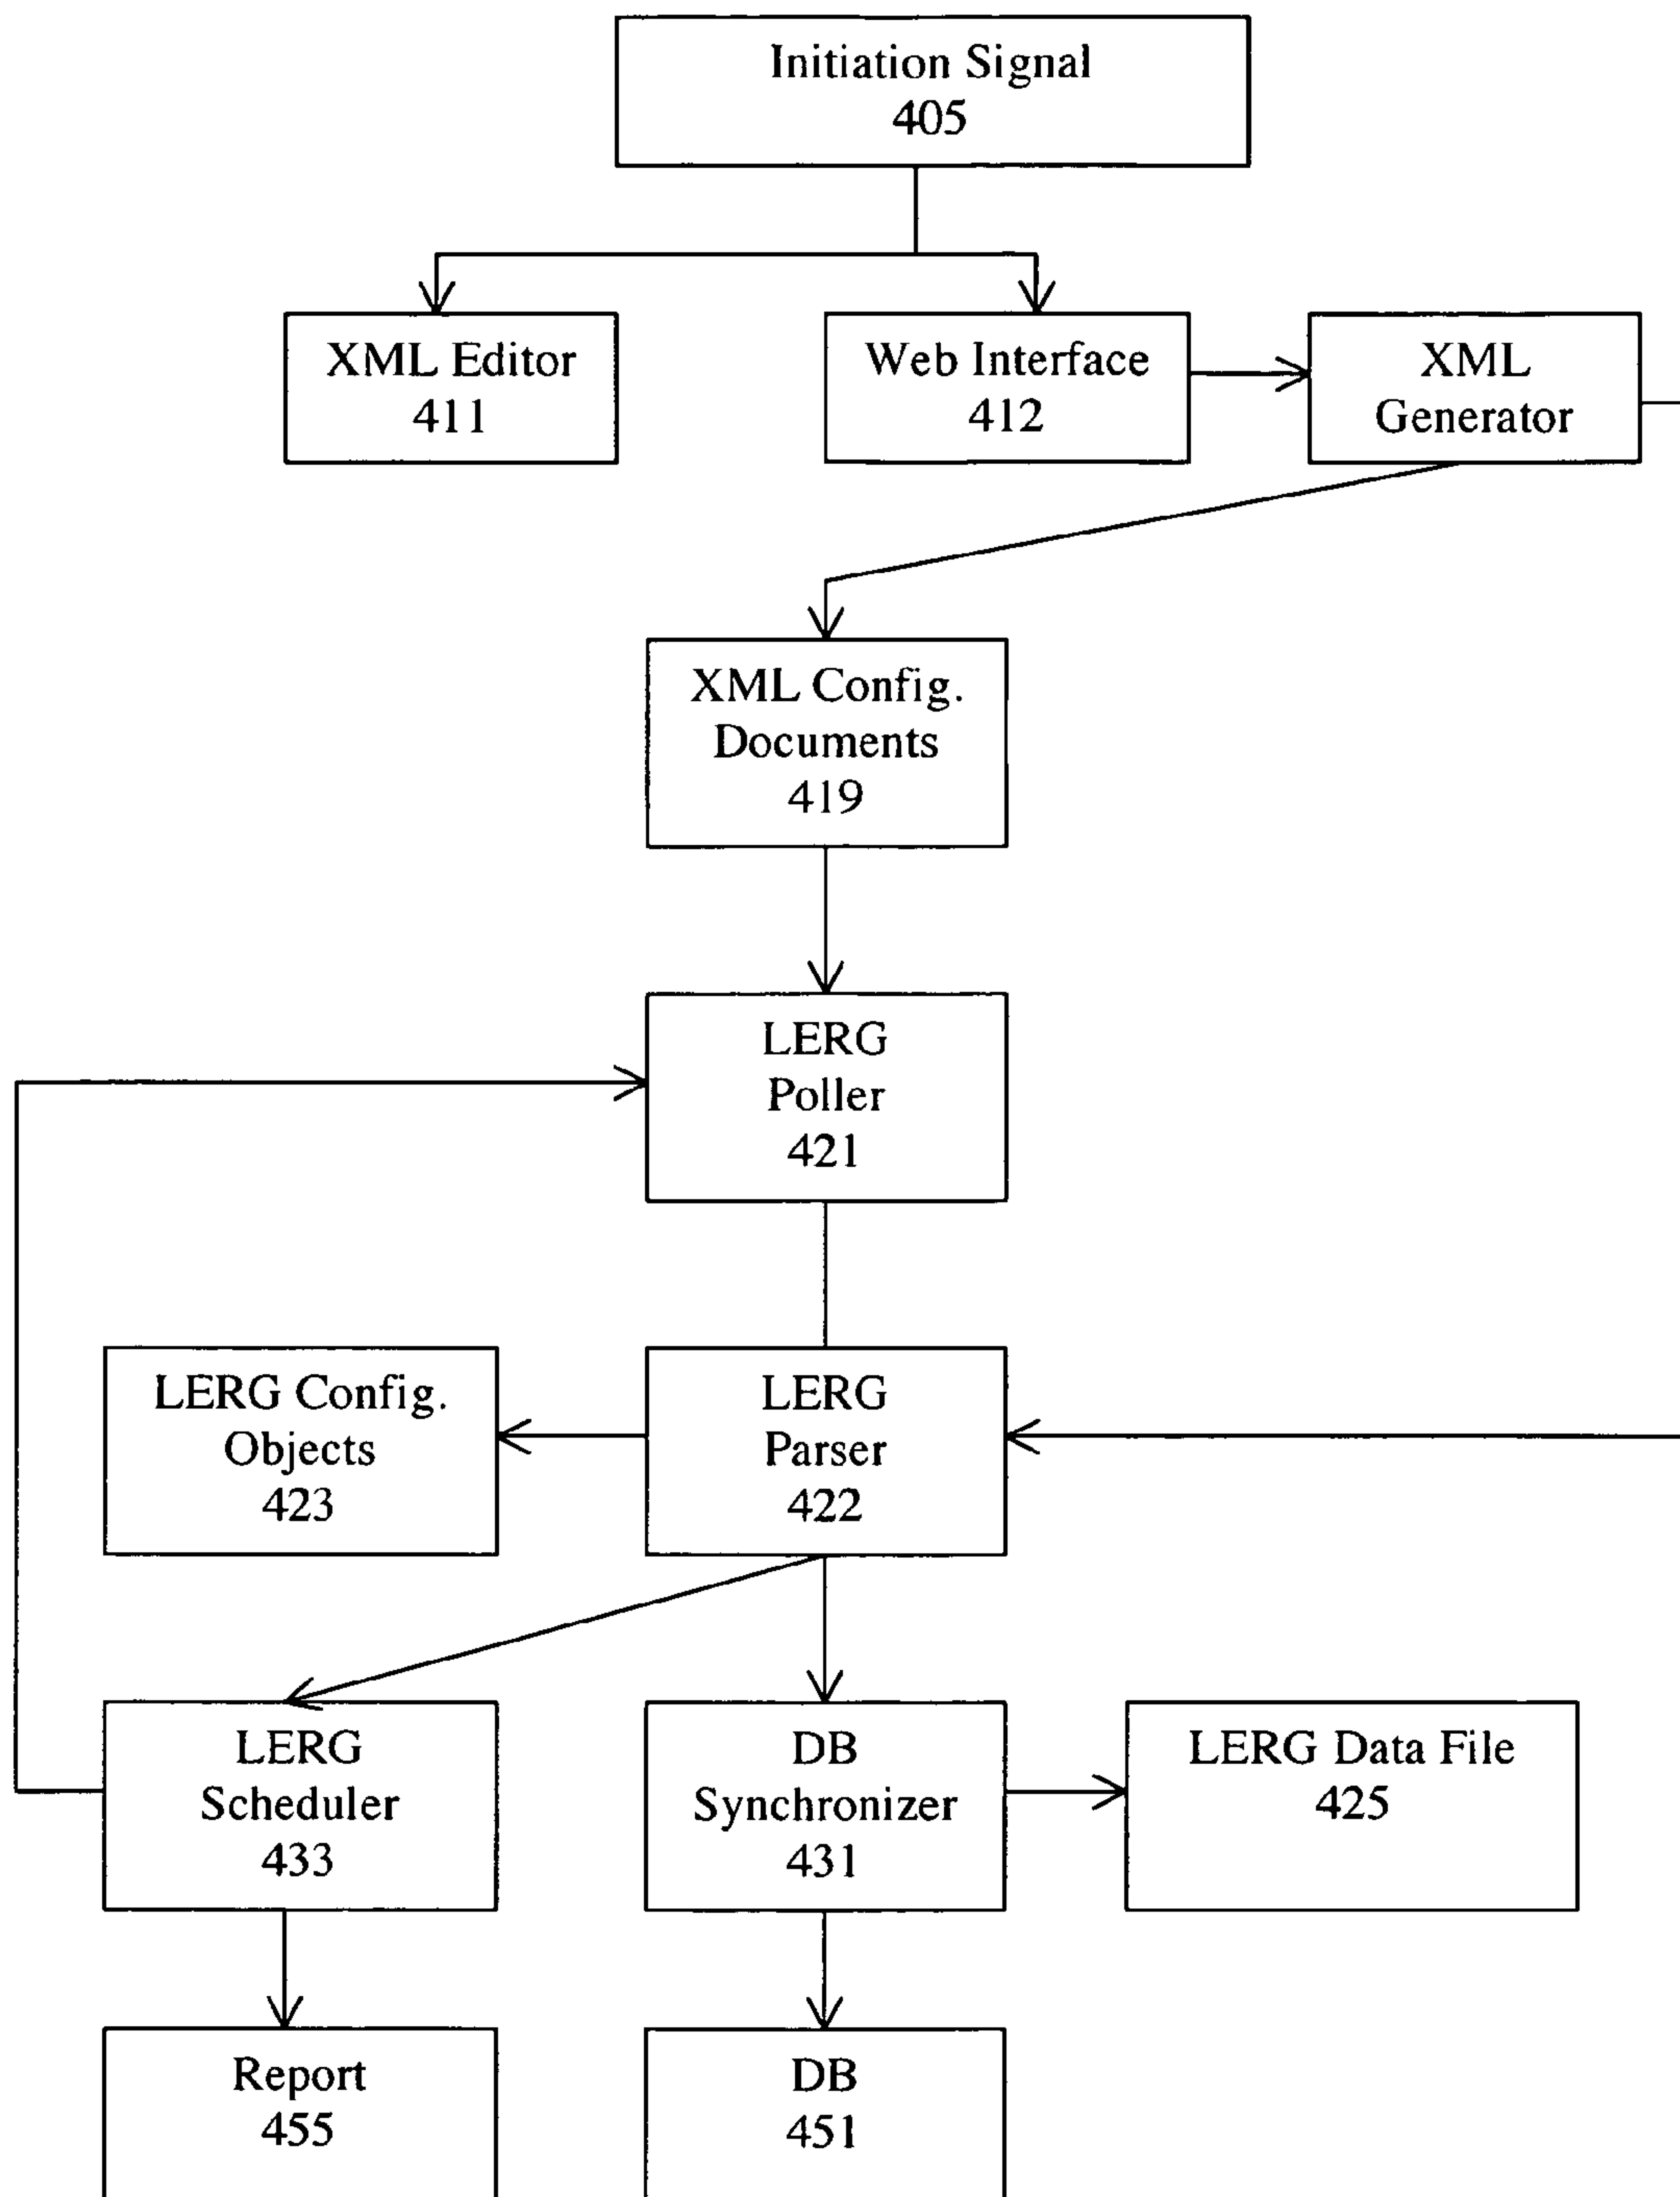 Initiation Signal
405
XML Editor
411
Web Interface
412
XML
Generator
XML Config.
Documents
419
LERG
Poller
421
LERG Config.
Objects
423
LERG
Parser
422
LERG
Scheduler
433
DB
Synchronizer
431
LERG Data File
425
Report
455
DB
451